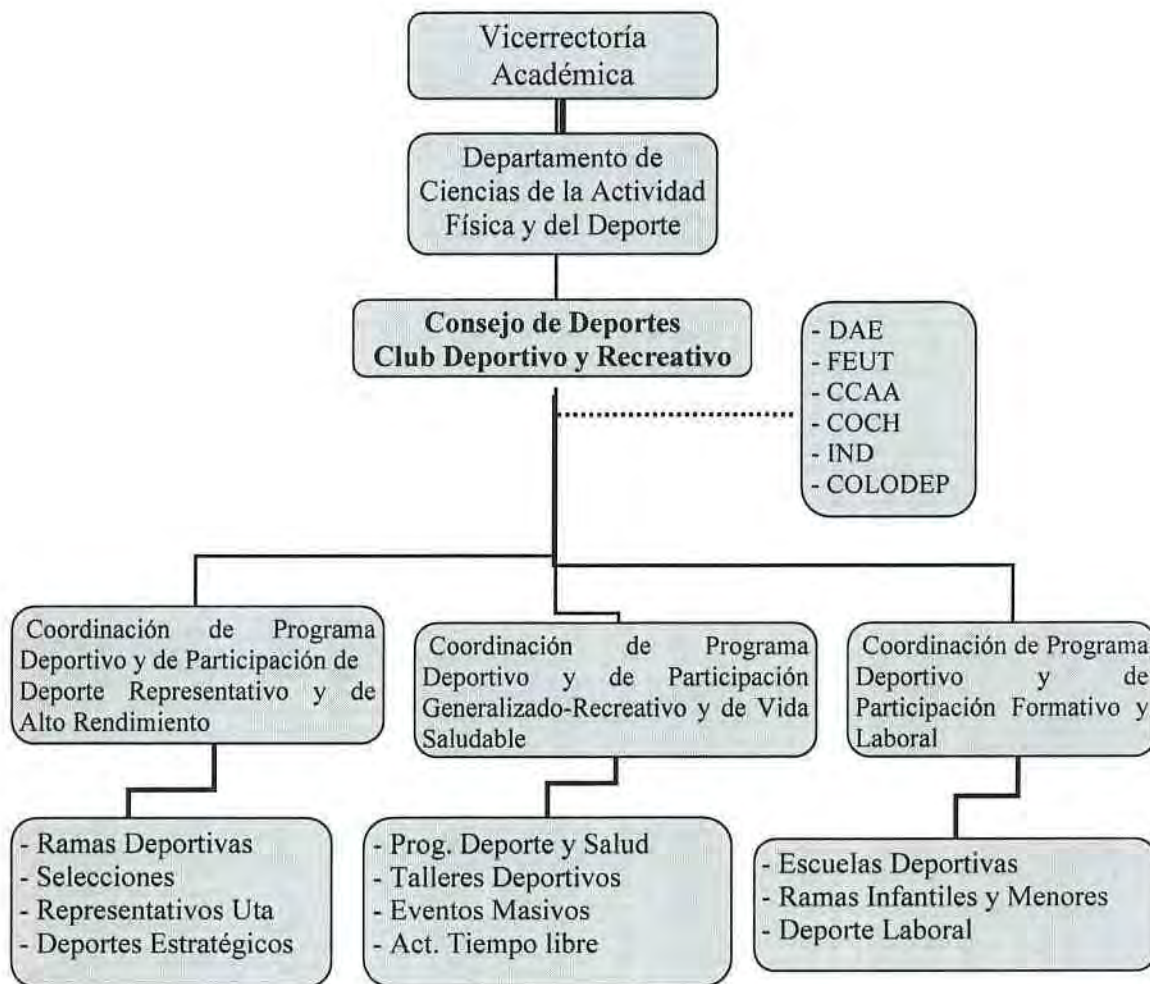 Vicerrectoría
Académica
Departamento de
Ciencias de la Actividad
Física y del Deporte
Consejo de Deportes
Club Deportivo y Recreativo
- DAE
- FEUT
- CCAA
- COCH
- IND
- COLODEP
Coordinación de Programa
Deportivo y de Participación de
Deporte Representativo y de
Alto Rendimiento
Coordinación de Programa
Deportivo y de Participación
Generalizado-Recreativo y de Vida
Saludable
Coordinación de Programa
Deportivo y de
Participación Formativo y
Laboral
- Ramas Deportivas
- Selecciones
- Representativos Uta
- Deportes Estratégicos
- Prog. Deporte y Salud
- Talleres Deportivos
- Eventos Masivos
- Act. Tiempo libre
- Escuelas Deportivas
- Ramas Infantiles y Menores
- Deporte Laboral